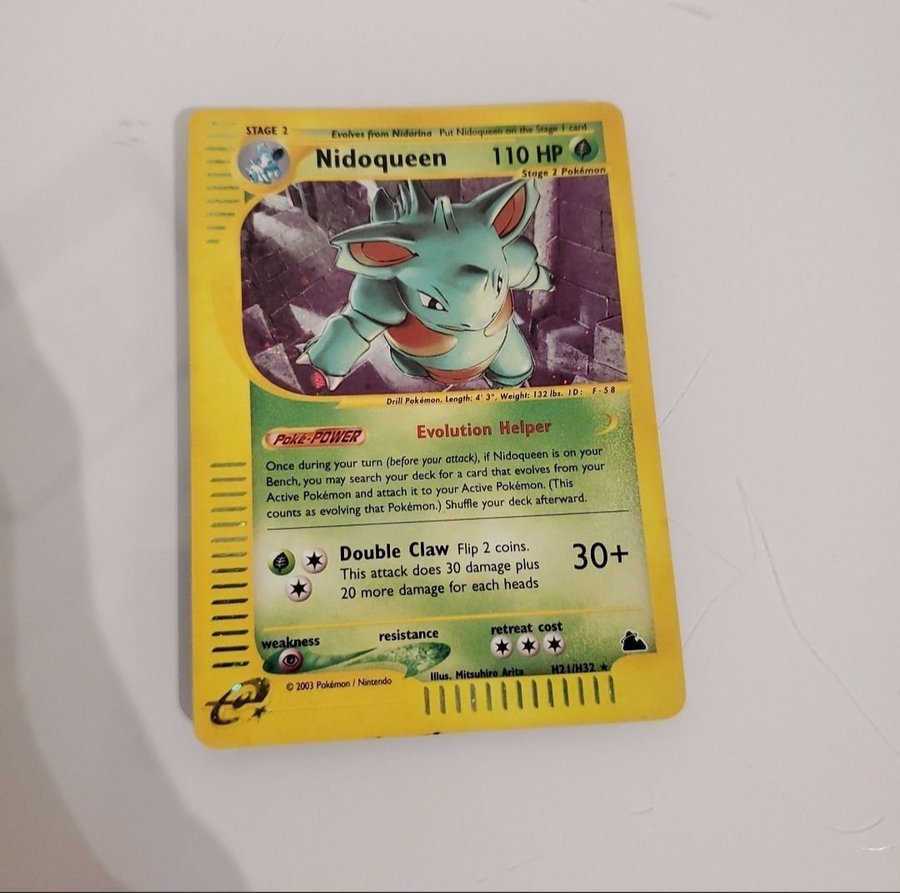 STAGE 2 Evolves from Nidorina Put Nidoqueen on the Stage 1 card
Nidoqueen 110 HP
Stage 2 Pokémon
Drill Pokémon. Length: 4' 3", Weight: 132 lbs. ID: F-58
Poké-POWER Evolution Helper
Once during your turn (before your attack), if Nidoqueen is on your
Bench, you may search your deck for a card that evolves from your
Active Pokémon and attach it to your Active Pokémon. (This
counts as evolving that Pokémon.) Shuffle your deck afterward.
Double Claw Flip 2 coins. 30+
This attack does 30 damage plus
20 more damage for each heads
weakness resistance retreat cost
Illus. Mitsuhiro Arita H21/H32 ★
© 2003 Pokémon / Nintendo
e